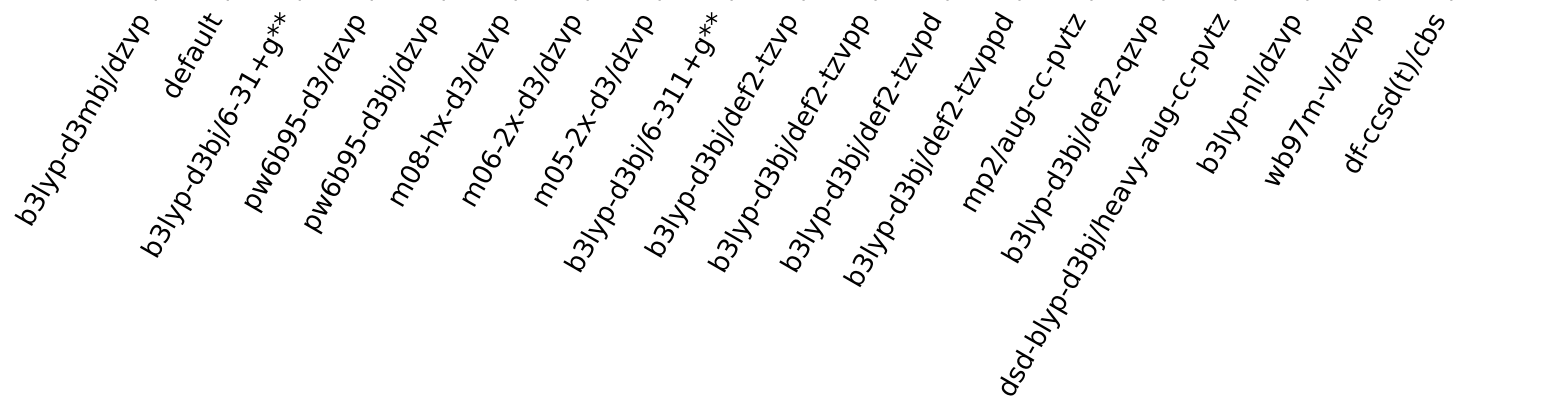 b3lyp-d3mbj/dzvp
default
b3lyp-d3bj/6-31+g**
pw6b95-d3/dzvp
pw6b95-d3bj/dzvp
m08-hx-d3/dzvp
m06-2x-d3/dzvp
m05-2x-d3/dzvp
b3lyp-d3bj/6-311+g**
b3lyp-d3bj/def2-tzvp
b3lyp-d3bj/def2-tzvpp
b3lyp-d3bj/def2-tzvpd
b3lyp-d3bj/def2-tzvppd
mp2/aug-cc-pvtz
b3lyp-d3bj/def2-qzvp
dsd-blyp-d3bj/heavy-aug-cc-pvtz
b3lyp-nl/dzvp
wb97m-v/dzvp
df-ccsd(t)/cbs